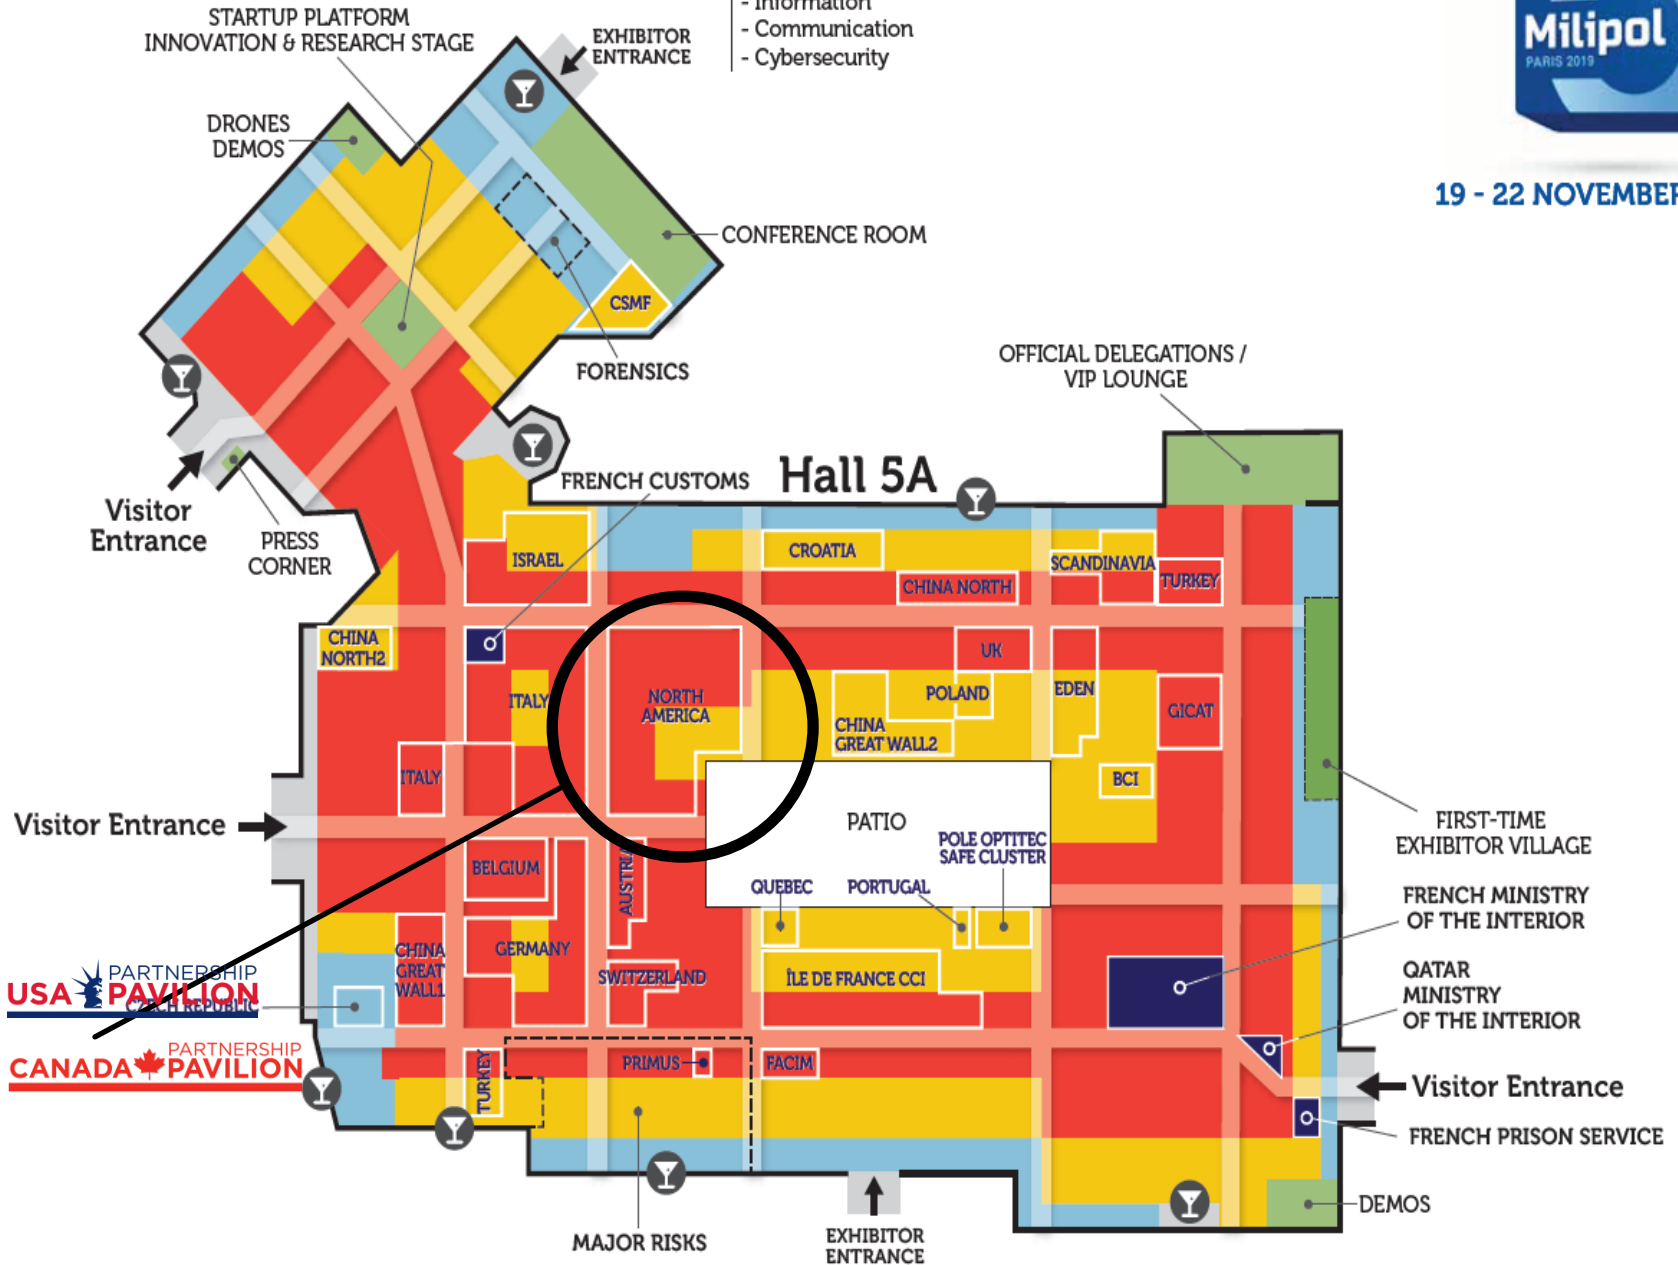 - Information
- Communication
- Cybersecurity
STARTUP PLATFORM
INNOVATION & RESEARCH STAGE
EXHIBITOR
ENTRANCE
Milipol
PARIS 2019
19 - 22 NOVEMBER
DRONES
DEMOS
CONFERENCE ROOM
CSMF
FORENSICS
OFFICIAL DELEGATIONS /
VIP LOUNGE
Hall 5A
FRENCH CUSTOMS
Visitor
Entrance
PRESS
CORNER
ISRAEL
CROATIA
SCANDINAVIA
CHINA NORTH
TURKEY
CHINA
NORTH2
UK
ITALY
NORTH
AMERICA
POLAND
EDEN
GICAT
CHINA
GREAT WALL2
ITALY
BCI
Visitor Entrance
PATIO
POLE OPTITEC
SAFE CLUSTER
FIRST-TIME
EXHIBITOR VILLAGE
BELGIUM
AUSTRIA
QUEBEC
PORTUGAL
FRENCH MINISTRY
OF THE INTERIOR
CHINA
GREAT
WALL1
GERMANY
SWITZERLAND
ÎLE DE FRANCE CCI
QATAR
MINISTRY
OF THE INTERIOR
USA PARTNERSHIP
PAVILION
CZECH REPUBLIC
CANADA PARTNERSHIP
PAVILION
TURKEY
PRIMUS
FACIM
Visitor Entrance
FRENCH PRISON SERVICE
DEMOS
MAJOR RISKS
EXHIBITOR
ENTRANCE